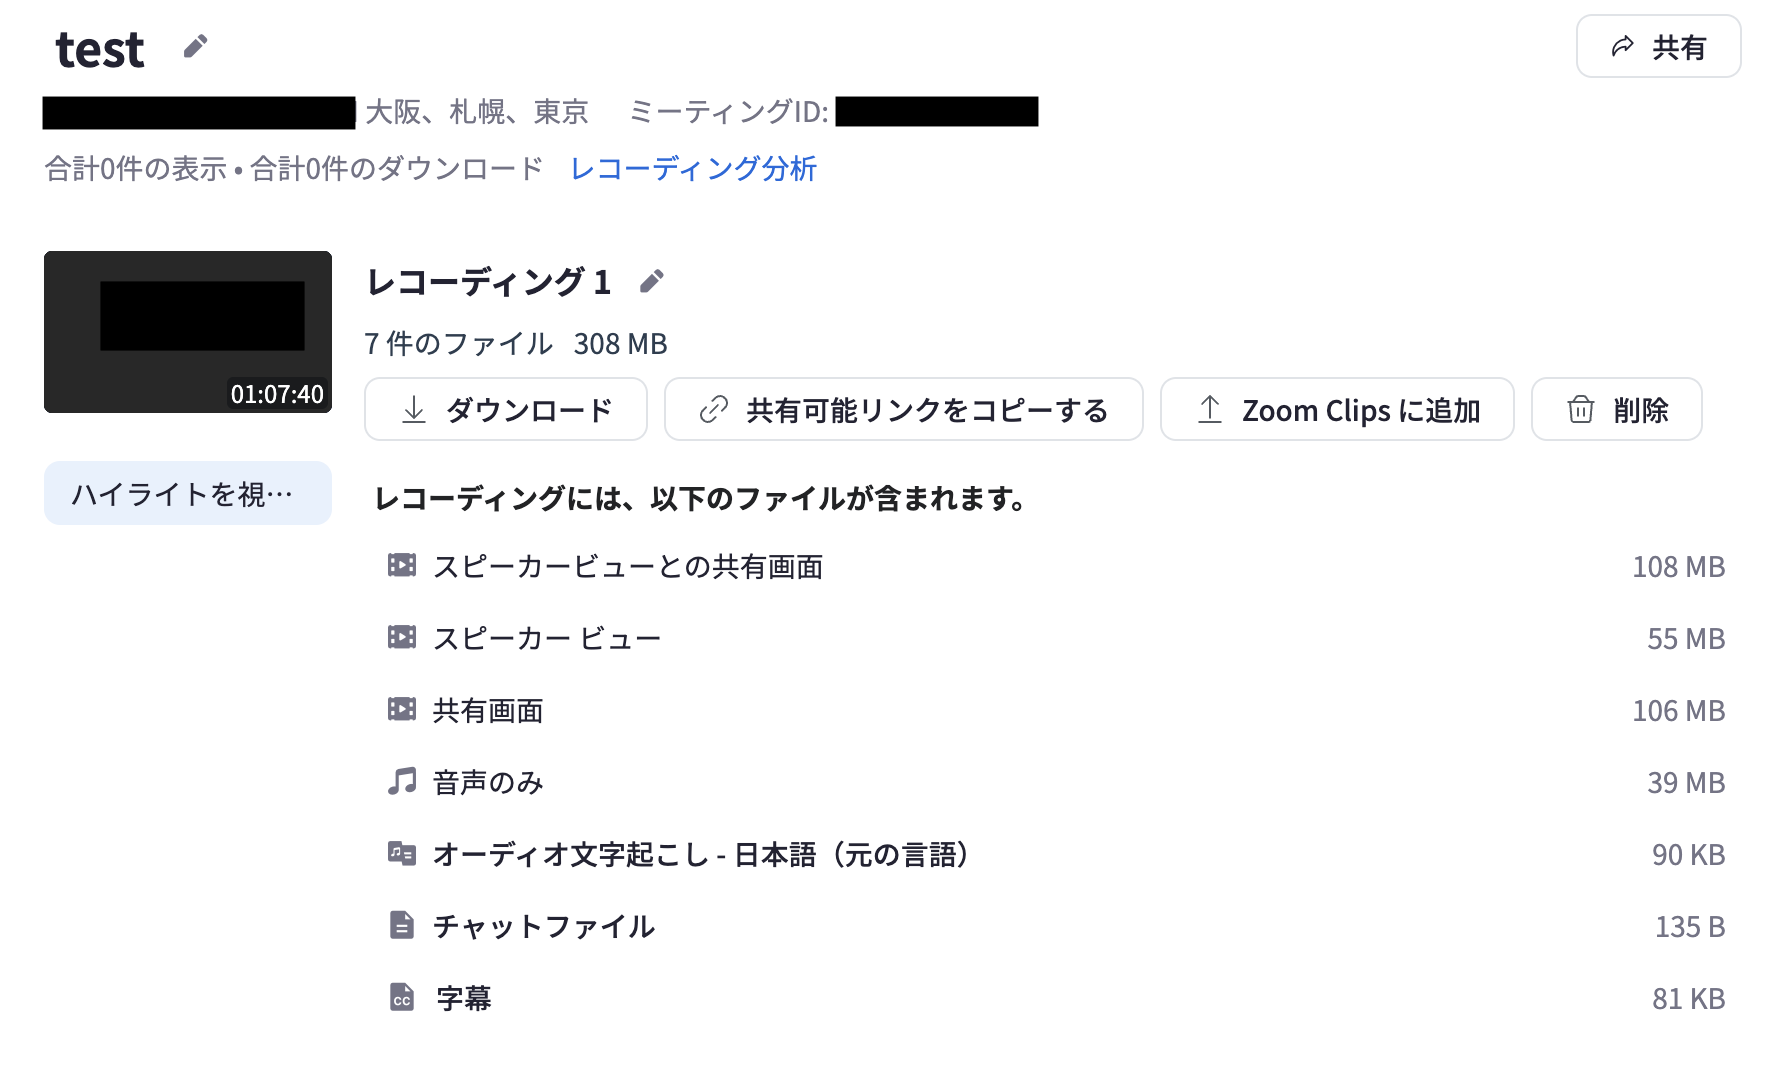 test
共有
大阪、札幌、東京 ミーティングID:
合計0件の表示 • 合計0件のダウンロード レコーディング分析
01:07:40
ハイライトを視…
レコーディング 1
7 件のファイル 308 MB
ダウンロード 共有可能リンクをコピーする Zoom Clips に追加 削除
レコーディングには、以下のファイルが含まれます。
スピーカービューとの共有画面 108 MB
スピーカー ビュー 55 MB
共有画面 106 MB
音声のみ 39 MB
オーディオ文字起こし - 日本語（元の言語） 90 KB
チャットファイル 135 B
CC 字幕 81 KB